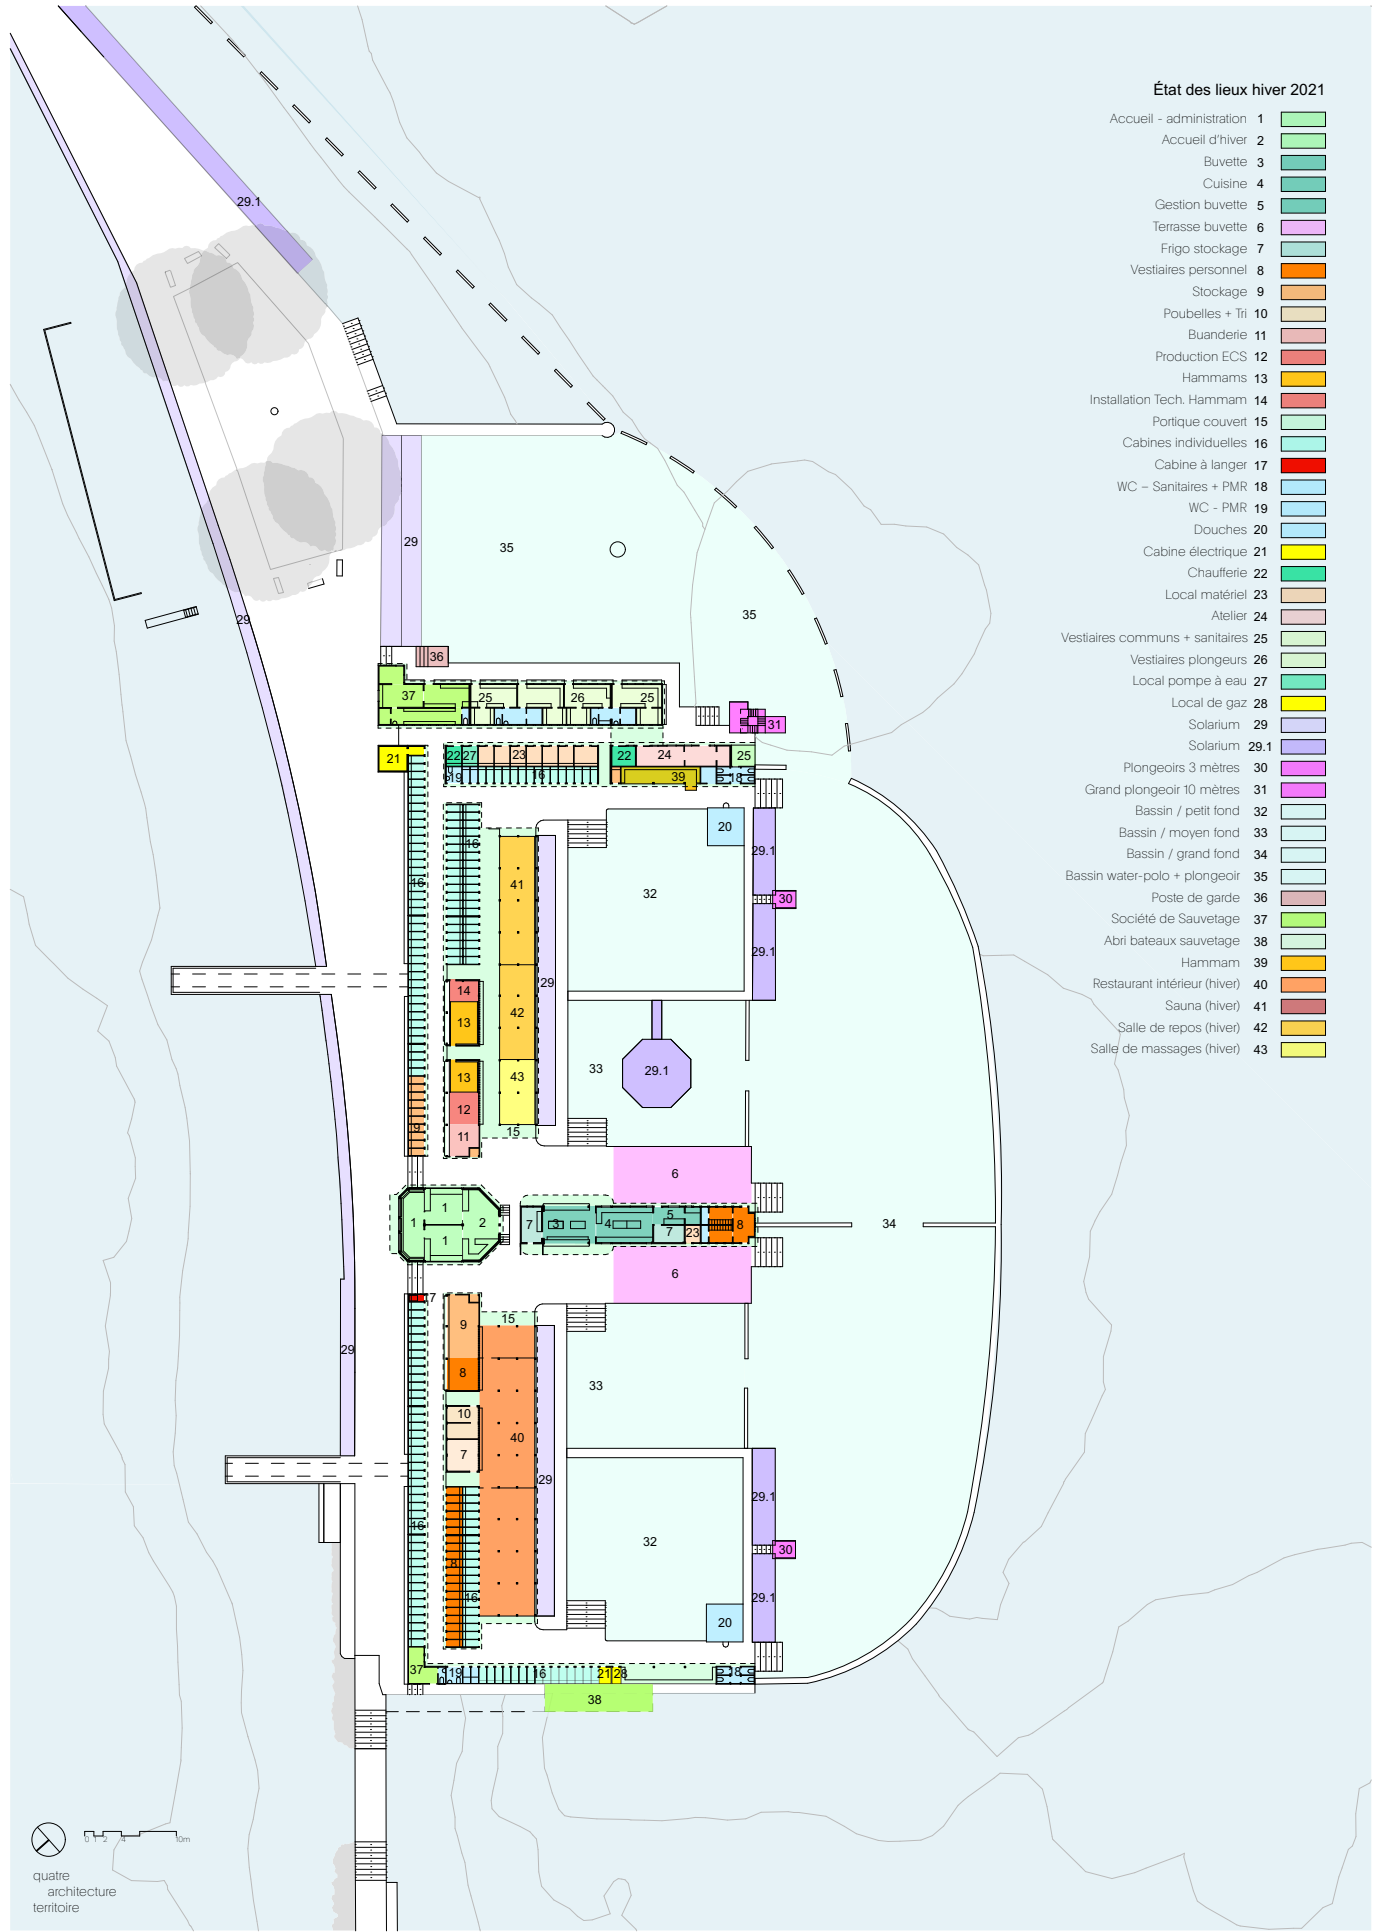 État des lieux hiver 2021
Accueil - administration 1
Accueil d'hiver 2
Buvette 3
Cuisine 4
Gestion buvette 5
Terrasse buvette 6
Frigo stockage 7
Vestiaires personnel 8
Stockage 9
Poubelles + Tri 10
Buanderie 11
Production ECS 12
Hammams 13
Installation Tech. Hammam 14
Portique couvert 15
Cabines individuelles 16
Cabine à langer 17
WC – Sanitaires + PMR 18
WC - PMR 19
Douches 20
Cabine électrique 21
Chaufferie 22
Local matériel 23
Atelier 24
Vestiaires communs + sanitaires 25
Vestiaires plongeurs 26
Local pompe à eau 27
Local de gaz 28
Solarium 29
Solarium 29.1
Plongeoirs 3 mètres 30
Grand plongeoir 10 mètres 31
Bassin / petit fond 32
Bassin / moyen fond 33
Bassin / grand fond 34
Bassin water-polo + plongeoir 35
Poste de garde 36
Société de Sauvetage 37
Abri bateaux sauvetage 38
Hammam 39
Restaurant intérieur (hiver) 40
Sauna (hiver) 41
Salle de repos (hiver) 42
Salle de massages (hiver) 43
29.1
29
35
35
29
36
37
25
26
25
31
21
22
27
23
22
24
25
19
16
39
18
20
16
29.1
41
16
32
30
29.1
29
14
42
13
33
29.1
13
43
12
11
15
9
6
1
1
2
1
7
3
4
5
7
23
8
34
6
7
9
15
8
29
33
10
40
7
29
29.1
16
32
30
8
16
29.1
20
37
19
16
21
28
18
38
0 1 2 4 10m
quatre
architecture
territoire